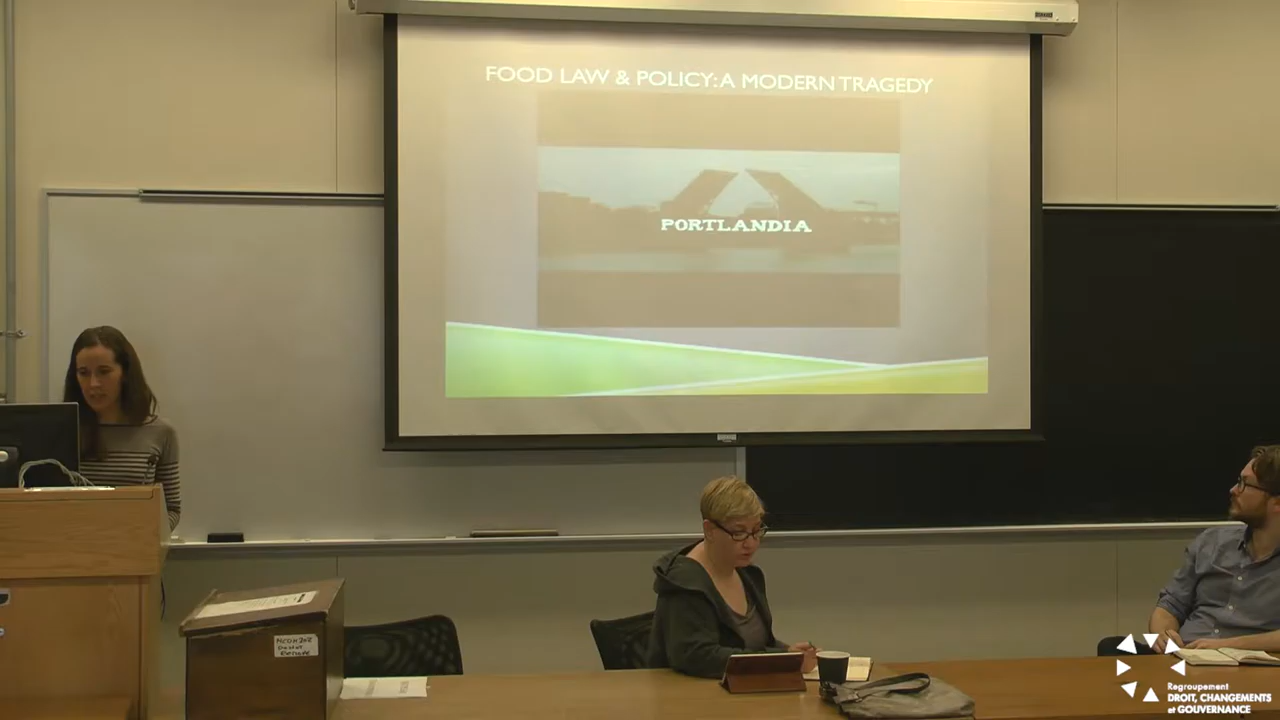 FOOD LAW & POLICY: A MODERN TRAGEDY
PORTLANDIA
Regroupement
DROIT, CHANGEMENTS
et GOUVERNANCE